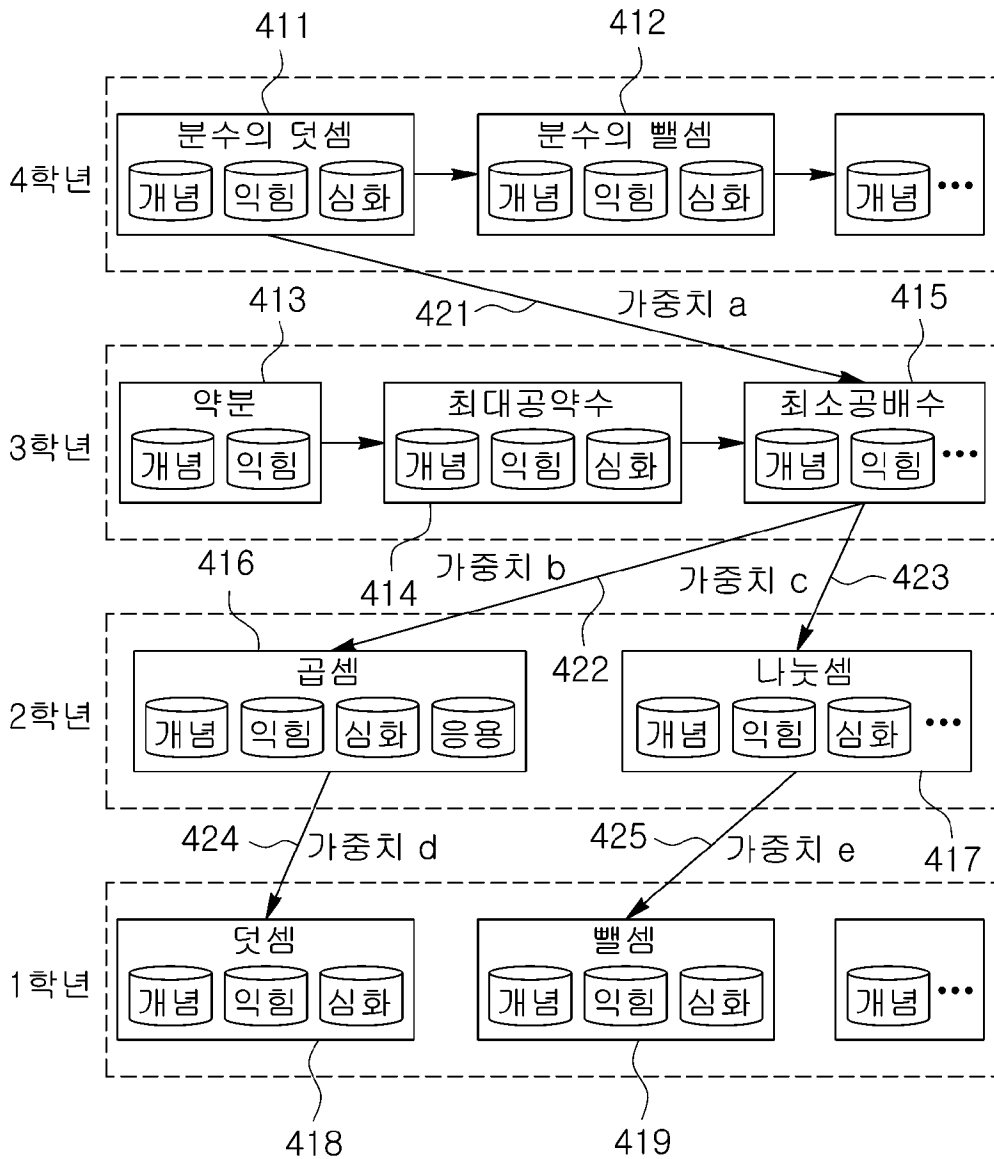 411
412
4학년
분수의 덧셈
개념 익힘 심화
분수의 뺄셈
개념 익힘 심화
개념 •••
421
가중치 a
413
415
3학년
약분
개념 익힘
최대공약수
개념 익힘 심화
최소공배수
개념 익힘 •••
414
가중치 b
422
가중치 c
423
416
2학년
곱셈
개념 익힘 심화 응용
나눗셈
개념 익힘 심화 •••
417
424
가중치 d
425
가중치 e
1학년
덧셈
개념 익힘 심화
뺄셈
개념 익힘 심화
개념 •••
418
419